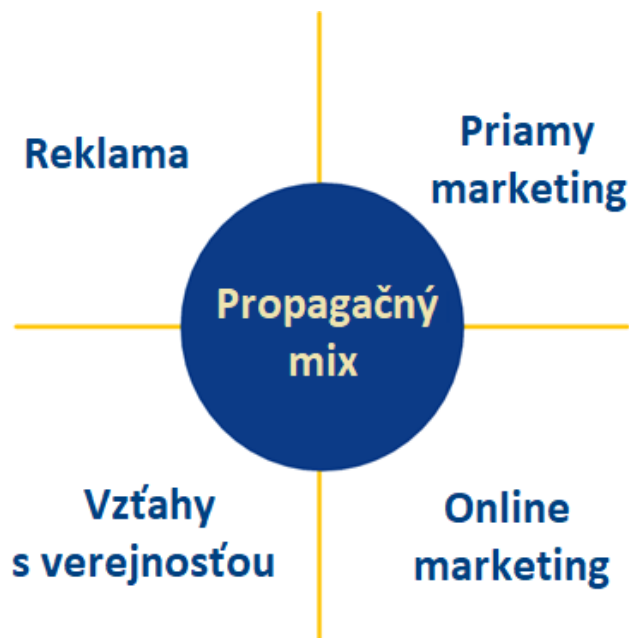 Reklama
Priamy
marketing
Propagačný
mix
Vzťahy
s verejnosťou
Online
marketing